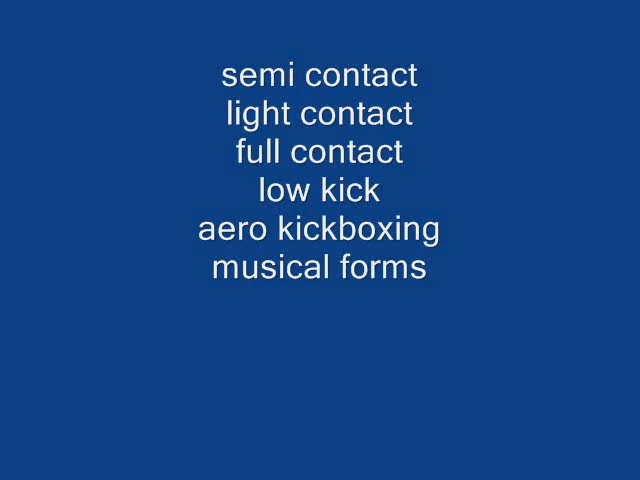 semi contact
light contact
full contact
low kick
aero kickboxing
musical forms